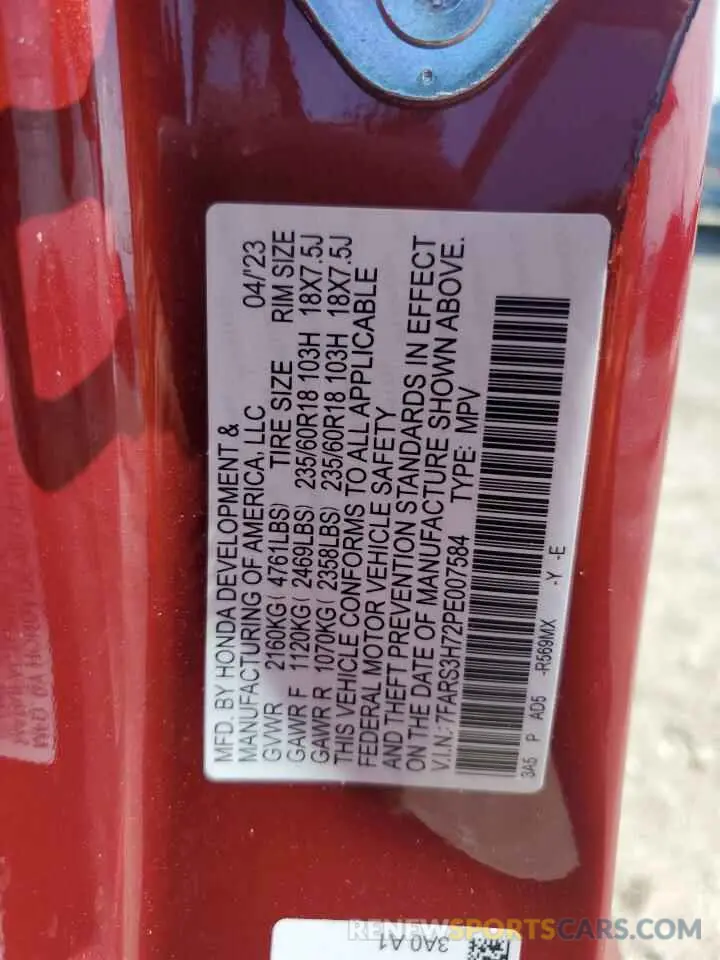 MFD. BY HONDA DEVELOPMENT &
MANUFACTURING OF AMERICA, LLC 04/'23
GVWR 2160KG( 4761LBS) TIRE SIZE RIM SIZE
GAWR F 1120KG( 2469LBS) 235/60R18 103H 18X7.5J
GAWR R 1070KG( 2358LBS) 235/60R18 103H 18X7.5J
THIS VEHICLE CONFORMS TO ALL APPLICABLE
FEDERAL MOTOR VEHICLE SAFETY
AND THEFT PREVENTION STANDARDS IN EFFECT
ON THE DATE OF MANUFACTURE SHOWN ABOVE.
V.I.N.: 7FARS3H72PE007584 TYPE: MPV
3A5 P AD5 -R569MX -Y -E
3A0 A1
RENEWSPORTSCARS.COM